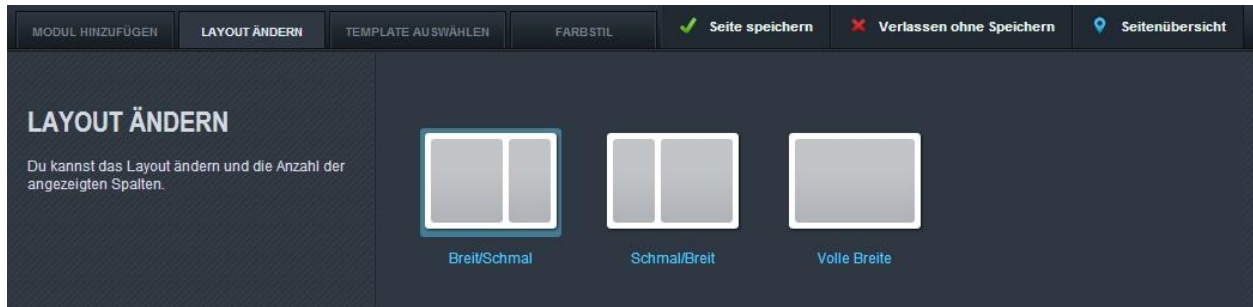 MODUL HINZUFÜGEN
LAYOUT ÄNDERN
TEMPLATE AUSWÄHLEN
FARBSTIL
Seite speichern
Verlassen ohne Speichern
Seitenübersicht
LAYOUT ÄNDERN
Du kannst das Layout ändern und die Anzahl der
angezeigten Spalten.
Breit/Schmal
Schmal/Breit
Volle Breite